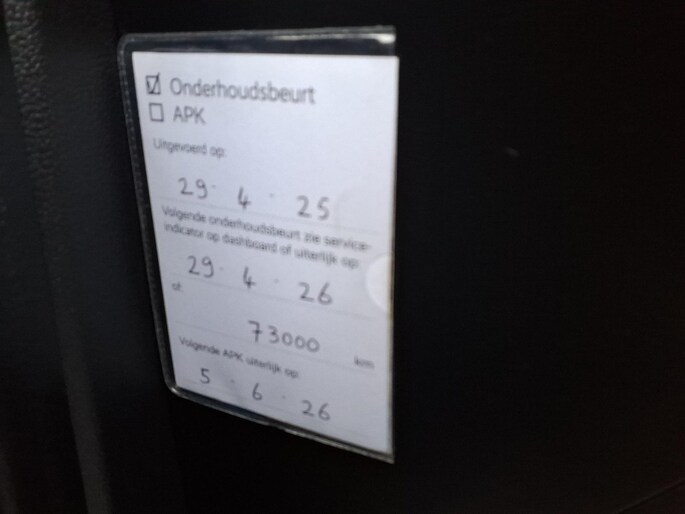 ☑ Onderhoudsbeurt
☐ APK
Uitgevoerd op:
29 - 4 - 25
Volgende onderhoudsbeurt zie service-
indicator op dashboard of uiterlijk op:
29 - 4 - 26
of
73000 km
Volgende APK uiterlijk op:
5 - 6 - 26